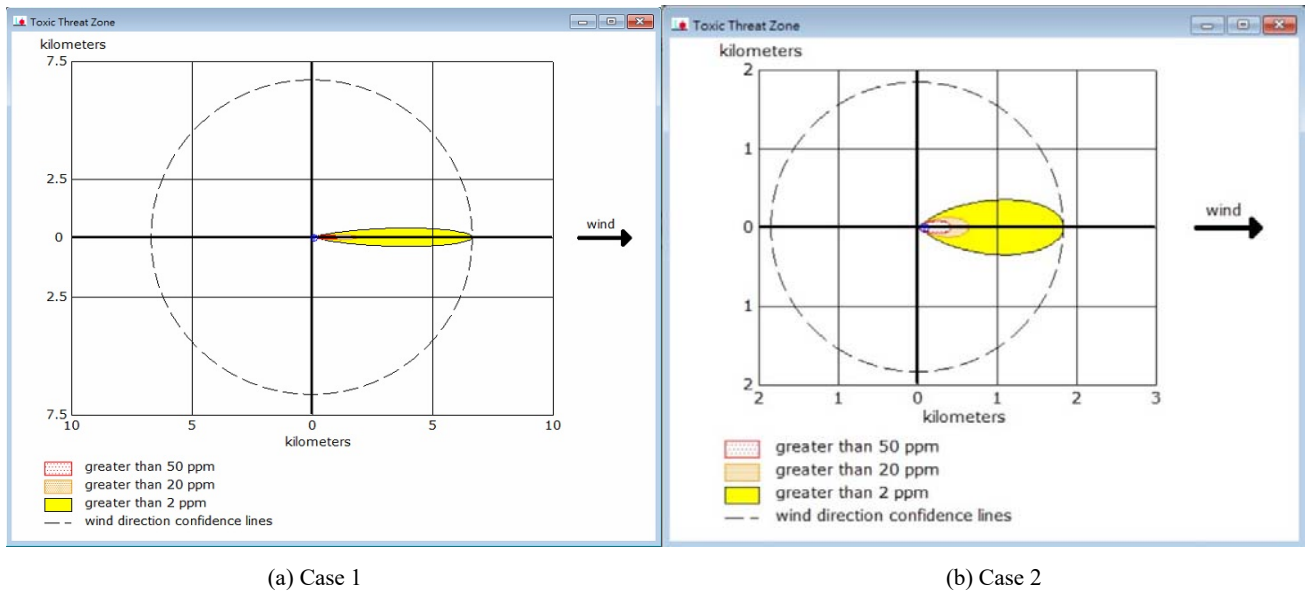 Toxic Threat Zone
kilometers
7.5
2.5
0
2.5
7.5
10 5 0 5 10
kilometers
wind
greater than 50 ppm
greater than 20 ppm
greater than 2 ppm
wind direction confidence lines
(a) Case 1
Toxic Threat Zone
kilometers
2
1
0
1
2
2 1 0 1 2 3
kilometers
wind
greater than 50 ppm
greater than 20 ppm
greater than 2 ppm
wind direction confidence lines
(b) Case 2